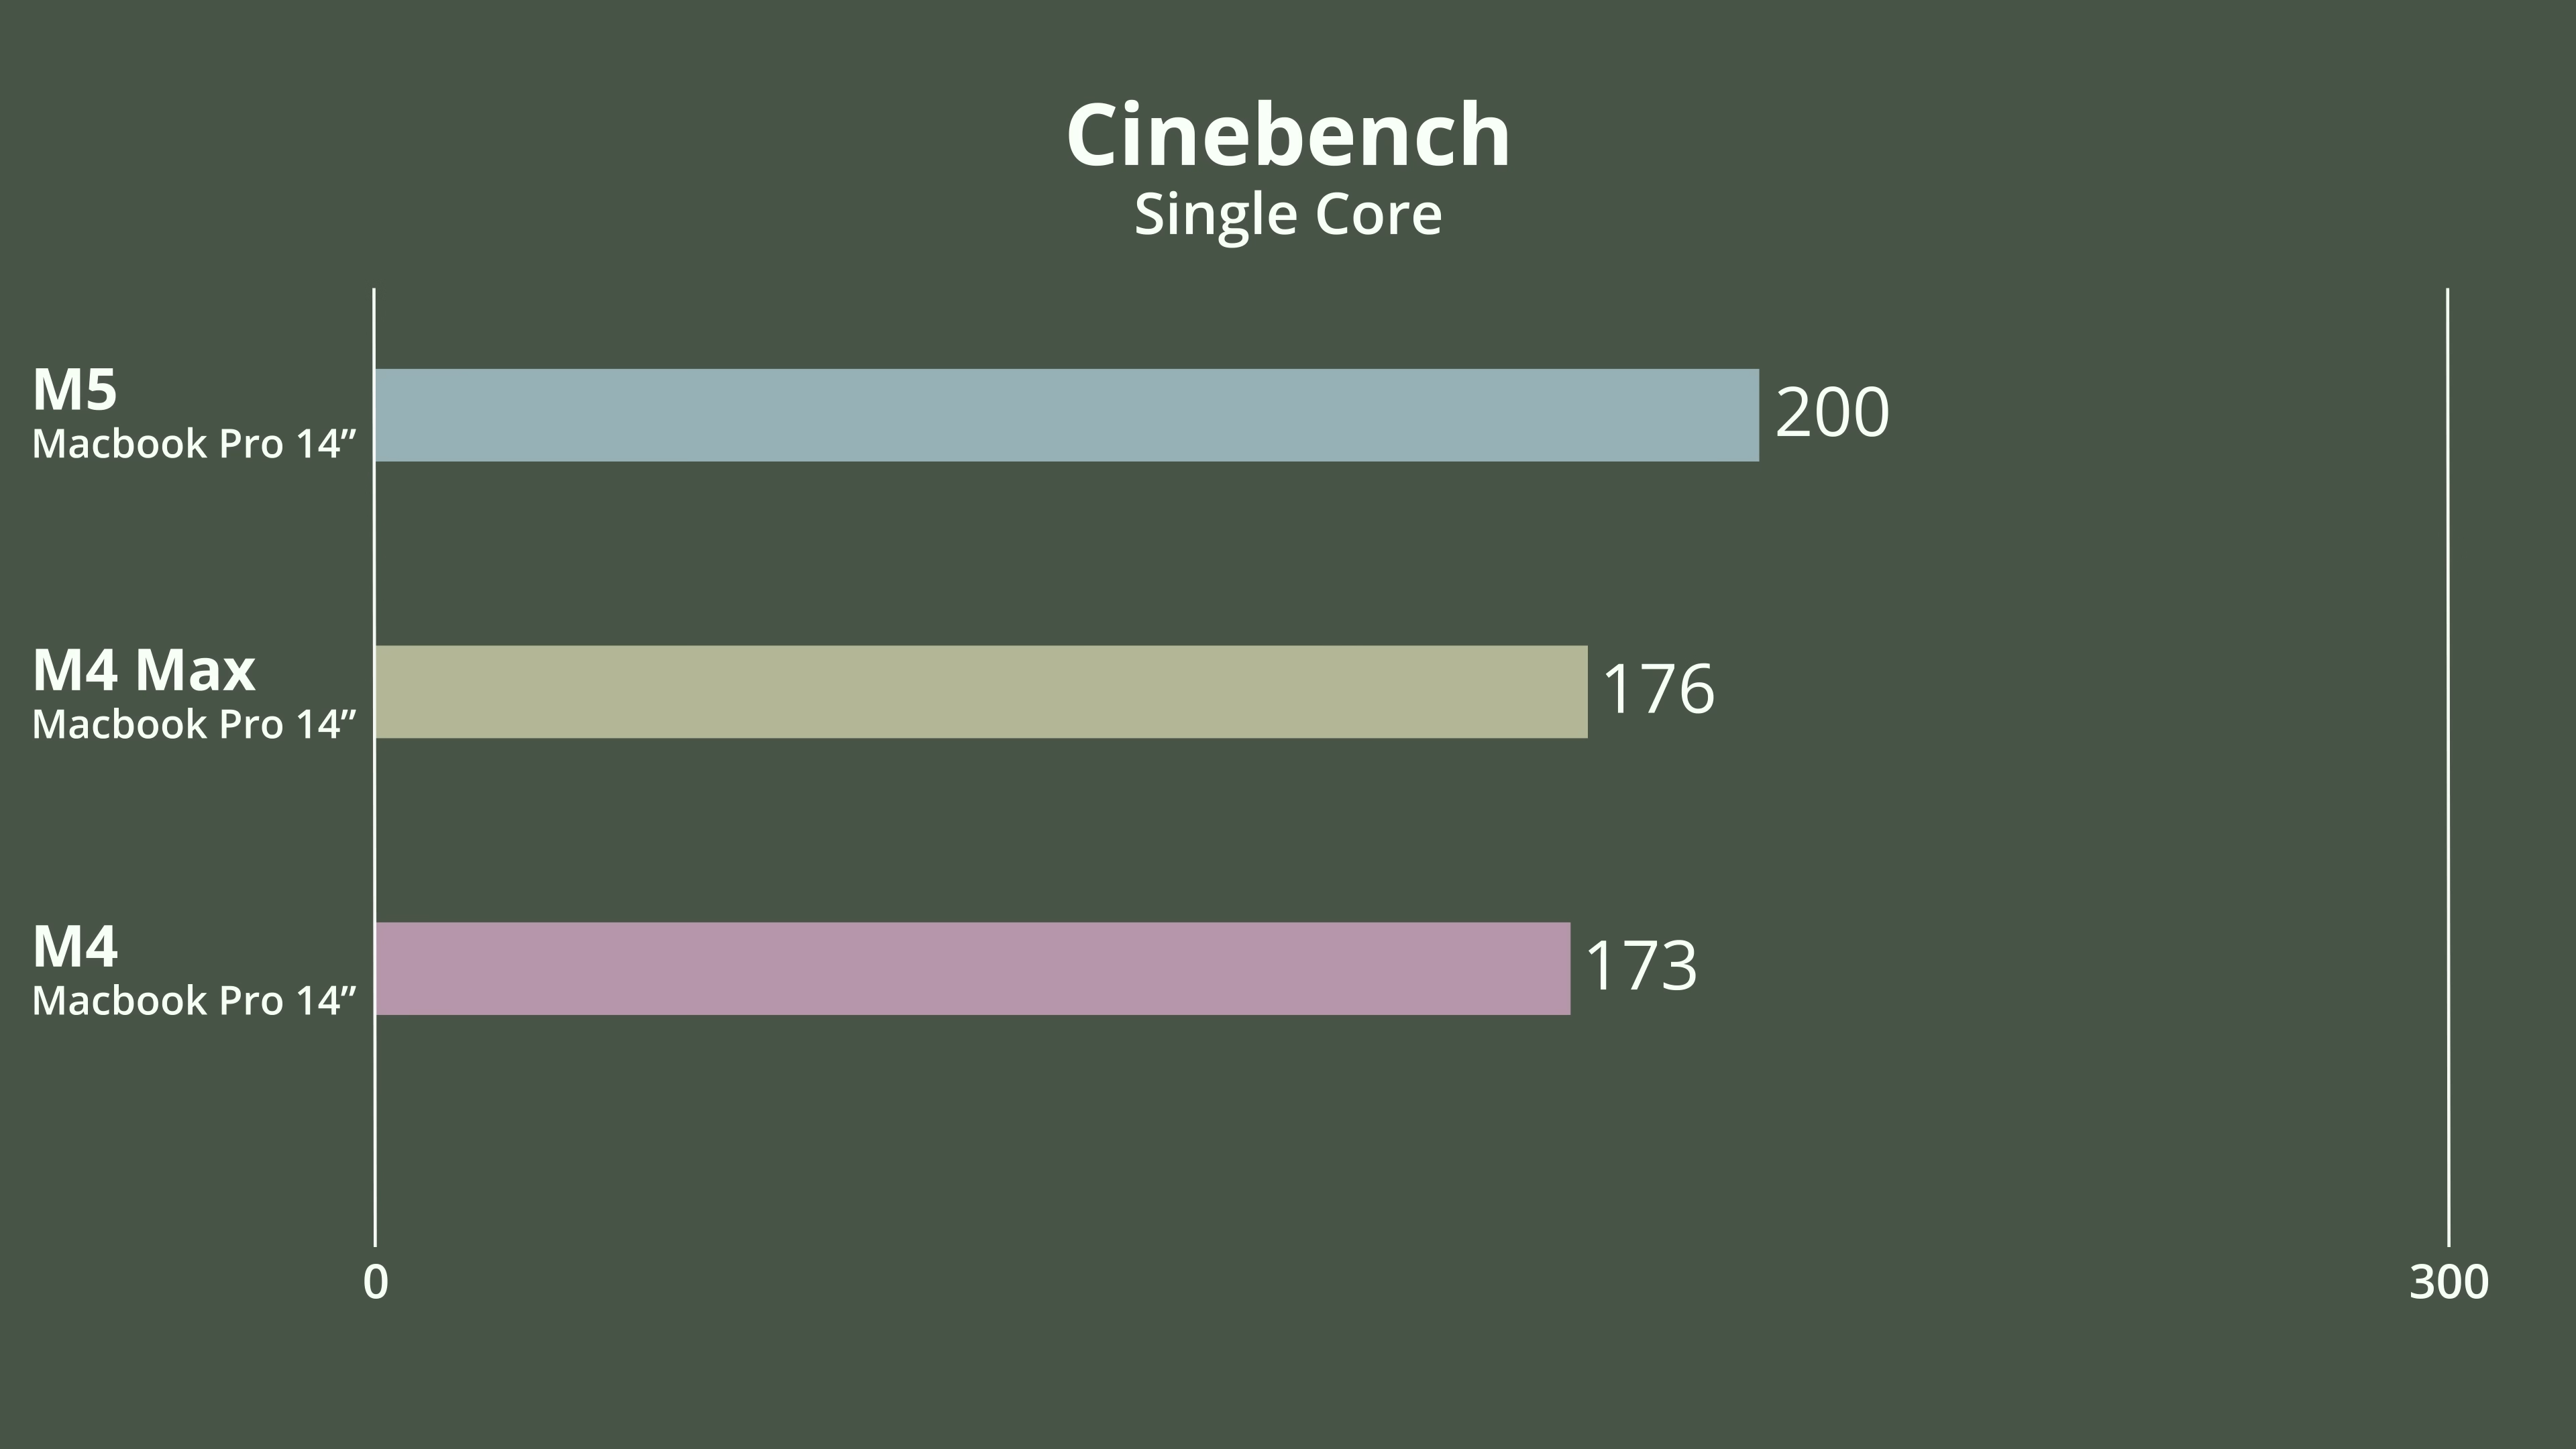 Cinebench
Single Core
M5
Macbook Pro 14”
200
M4 Max
Macbook Pro 14”
176
M4
Macbook Pro 14”
173
0
300